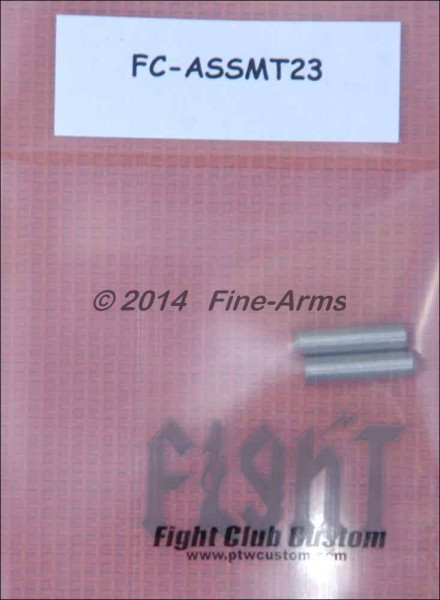 FC-ASSMT23
© 2014 Fine-Arms
FIGHT
Fight Club Custom
www.ptwcustom.com